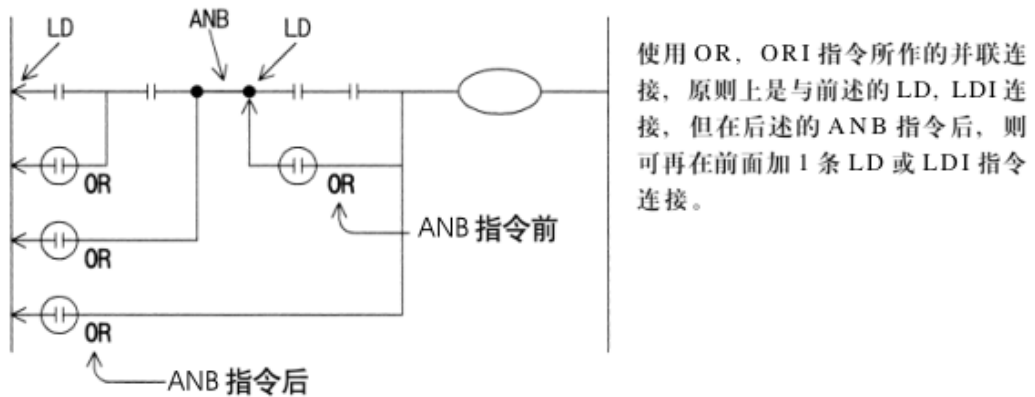 LD
ANB
LD
OR
OR
OR
OR
ANB 指令前
ANB 指令后
使用 OR，ORI 指令所作的并联连
接，原则上是与前述的 LD, LDI 连
接，但在后述的 ANB 指令后，则
可再在前面加 1 条 LD 或 LDI 指令
连接。